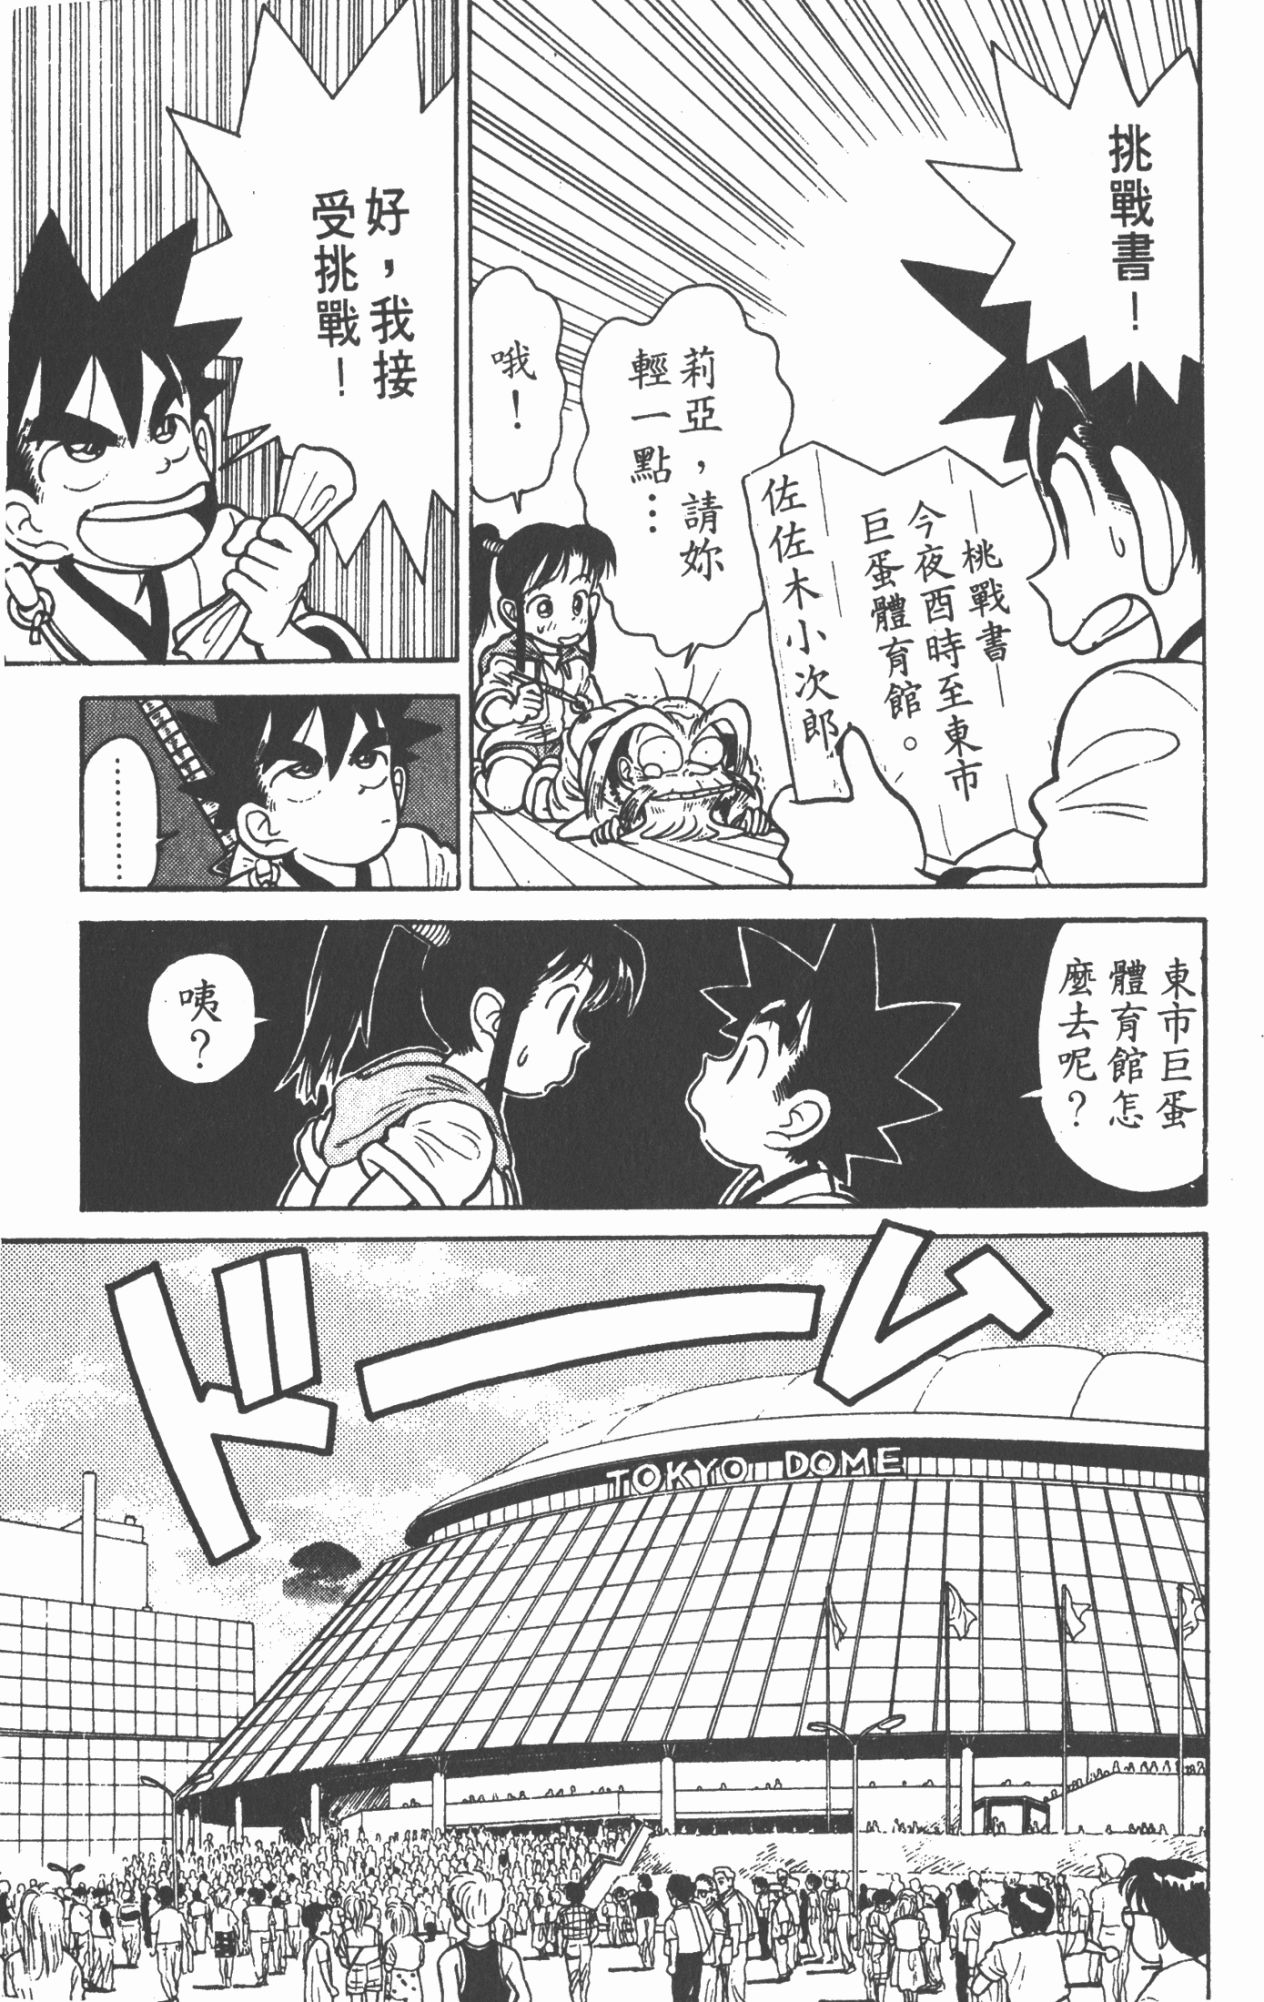 挑戰書！
桃戰書
今夜酉時至東市
巨蛋體育館。
佐佐木小次郎
莉亞，請妳
輕一點…
哦！
好，我接
受挑戰！
………
東市巨蛋
體育館怎
麼去呢？
咦？
ドーム
TOKYO DOME